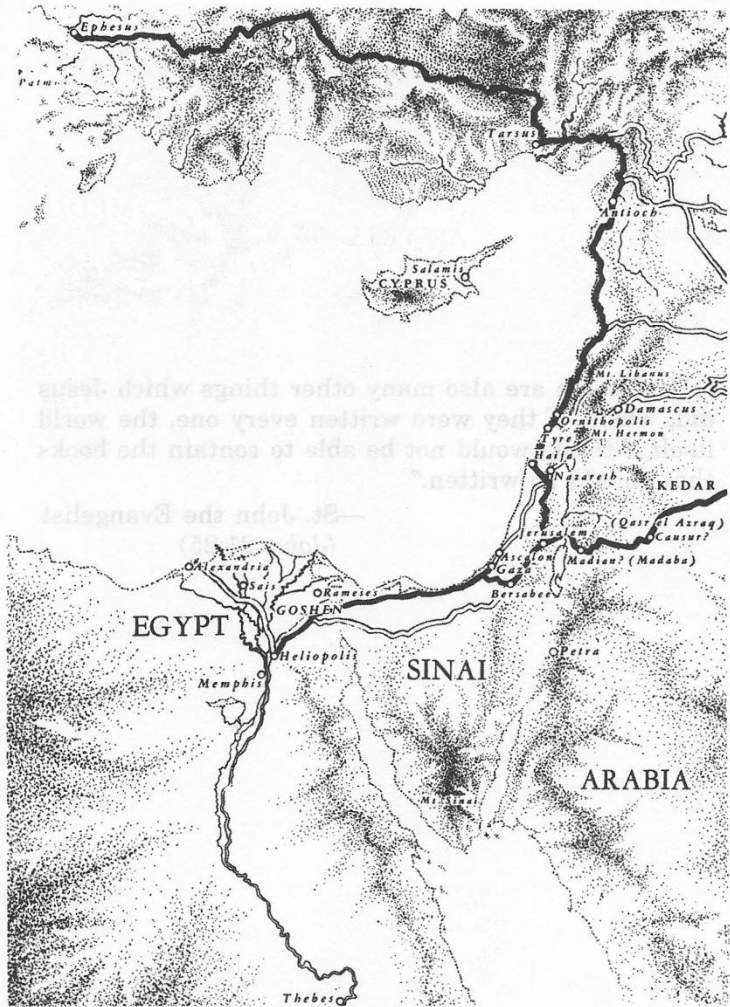 Ephesus
Patm
Tarsus
Antioch
Salamis
CYPRUS
Mt. Libanus
Damascus
Ornithopolis
Tyre
Mt. Hermon
Haifa
Nazareth
KEDAR
are also many other things which Jesus
they were written every one, the world
would not be able to contain the books
written."
—St. John the Evangelist
Jerusalem
(Qasr el Azraq)
Causur?
Ascalon
Gaza
Madian? (Madaba)
Bersabee
Alexandria
Sais
Rameses
GOSHEN
EGYPT
Heliopolis
Memphis
SINAI
Petra
ARABIA
Mt. Sinai
Thebes